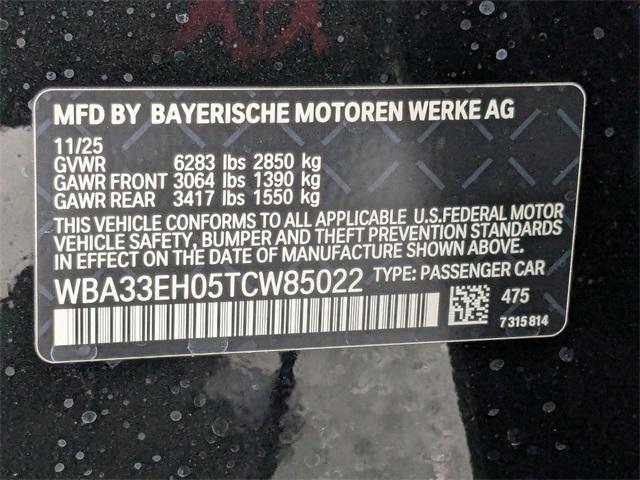 MFD BY BAYERISCHE MOTOREN WERKE AG
11/25
GVWR 6283 lbs 2850 kg
GAWR FRONT 3064 lbs 1390 kg
GAWR REAR 3417 lbs 1550 kg
THIS VEHICLE CONFORMS TO ALL APPLICABLE U.S.FEDERAL MOTOR
VEHICLE SAFETY, BUMPER AND THEFT PREVENTION STANDARDS
IN EFFECT ON THE DATE OF MANUFACTURE SHOWN ABOVE.
WBA33EH05TCW85022 TYPE: PASSENGER CAR
475
7315814